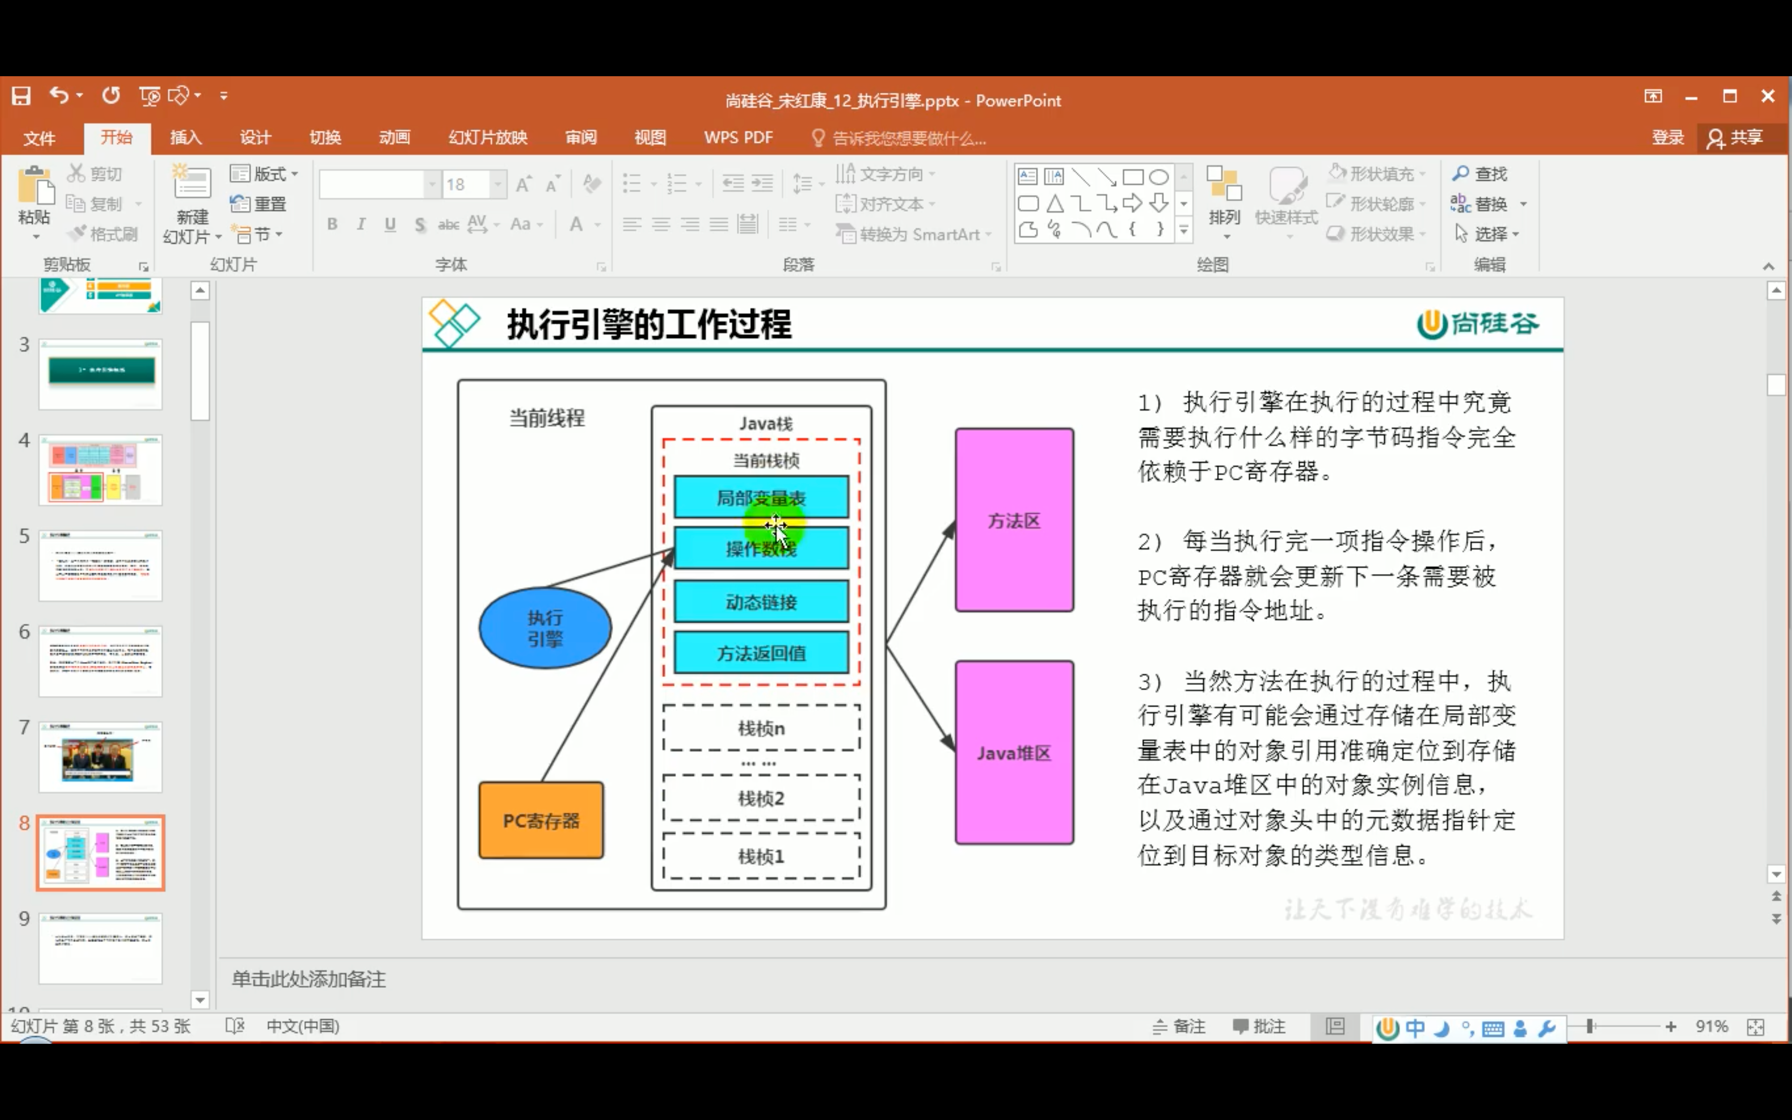 尚硅谷_宋红康_12_执行引擎.pptx - PowerPoint
文件 开始 插入 设计 切换 动画 幻灯片放映 审阅 视图 WPS PDF 告诉我您想要做什么... 登录 共享
粘贴
剪切
复制
格式刷
剪贴板
新建
幻灯片
版式
重置
节
幻灯片
18
B I U S abc AV Aa A
字体
文字方向
对齐文本
转换为 SmartArt
段落
排列
快速样式
形状填充
形状轮廓
形状效果
绘图
查找
替换
选择
编辑
3
4
5
6
7
8
9
执行引擎的工作过程
尚硅谷
当前线程
Java栈
当前栈桢
局部变量表
操作数栈
动态链接
方法返回值
栈桢n
... ...
栈桢2
栈桢1
执行
引擎
PC寄存器
方法区
Java堆区
1） 执行引擎在执行的过程中究竟
需要执行什么样的字节码指令完全
依赖于PC寄存器。
2） 每当执行完一项指令操作后，
PC寄存器就会更新下一条需要被
执行的指令地址。
3） 当然方法在执行的过程中，执
行引擎有可能会通过存储在局部变
量表中的对象引用准确定位到存储
在Java堆区中的对象实例信息，
以及通过对象头中的元数据指针定
位到目标对象的类型信息。
让天下没有难学的技术
单击此处添加备注
幻灯片 第 8 张，共 53 张 中文(中国) 备注 批注 中 91%